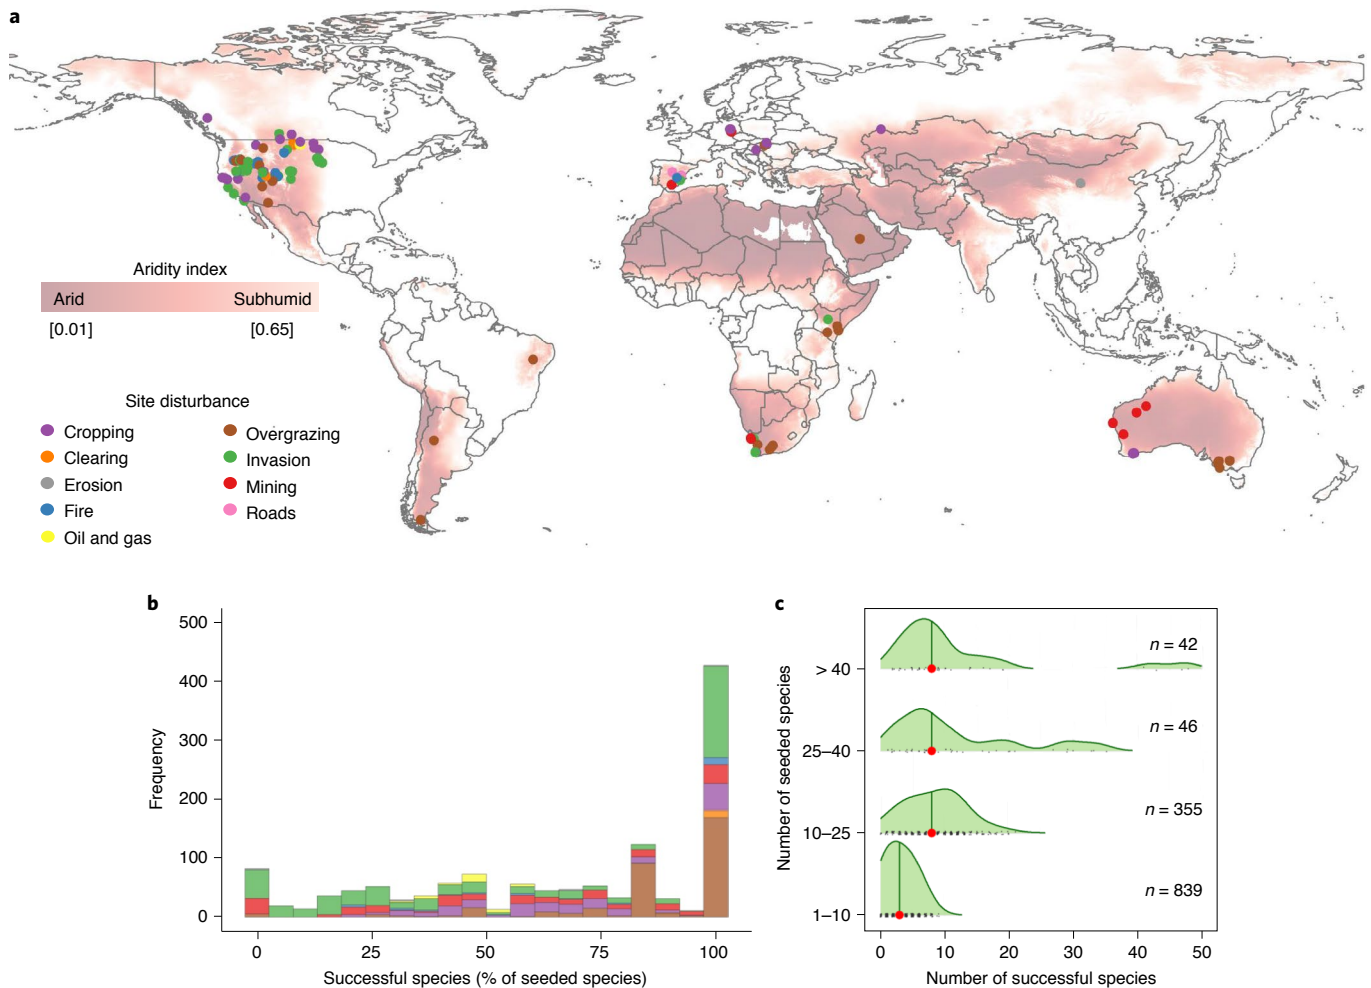 a
Aridity index
Arid Subhumid
[0.01] [0.65]
Site disturbance
Cropping Overgrazing
Clearing Invasion
Erosion Mining
Fire Roads
Oil and gas
b
500
400
300
200
100
0
Frequency
0 25 50 75 100
Successful species (% of seeded species)
c
Number of seeded species
> 40 n = 42
25–40 n = 46
10–25 n = 355
1–10 n = 839
0 10 20 30 40 50
Number of successful species